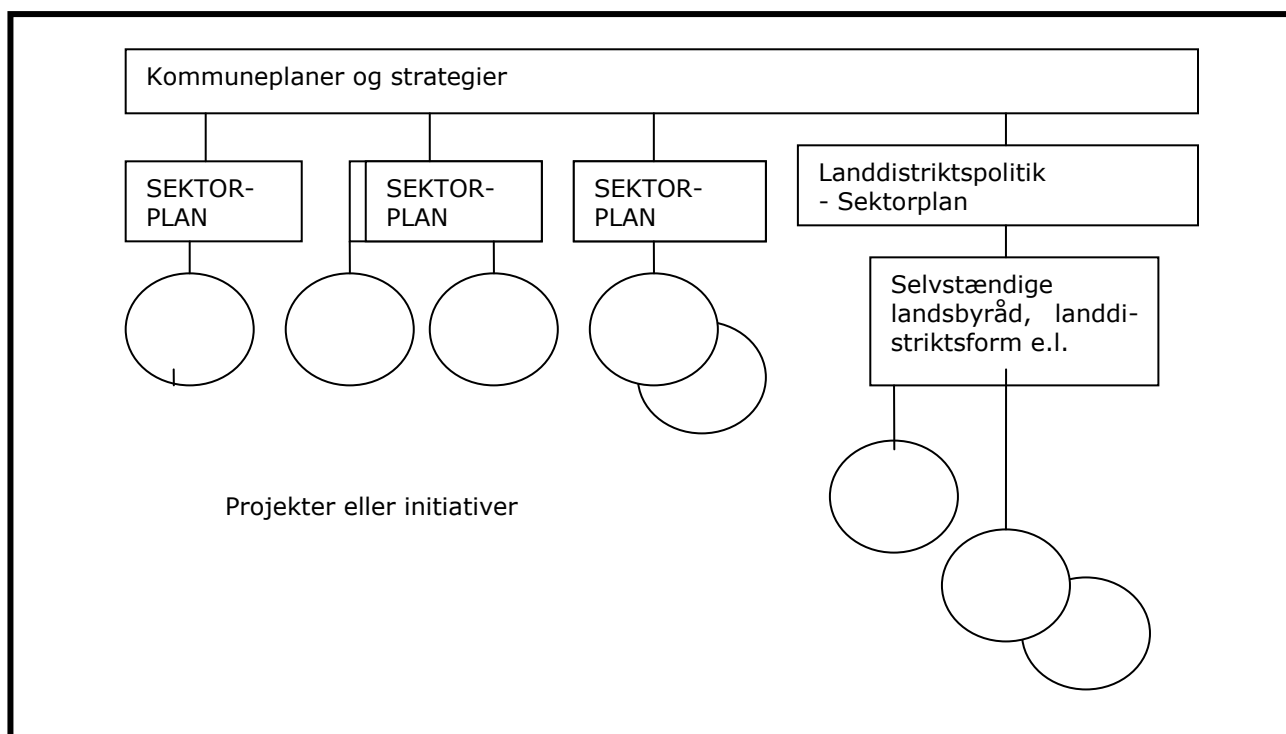 Kommuneplaner og strategier
SEKTOR-
PLAN
SEKTOR-
PLAN
SEKTOR-
PLAN
Landdistriktspolitik
- Sektorplan
Selvstændige
landsbyråd, landdi-
striktsform e.l.
Projekter eller initiativer